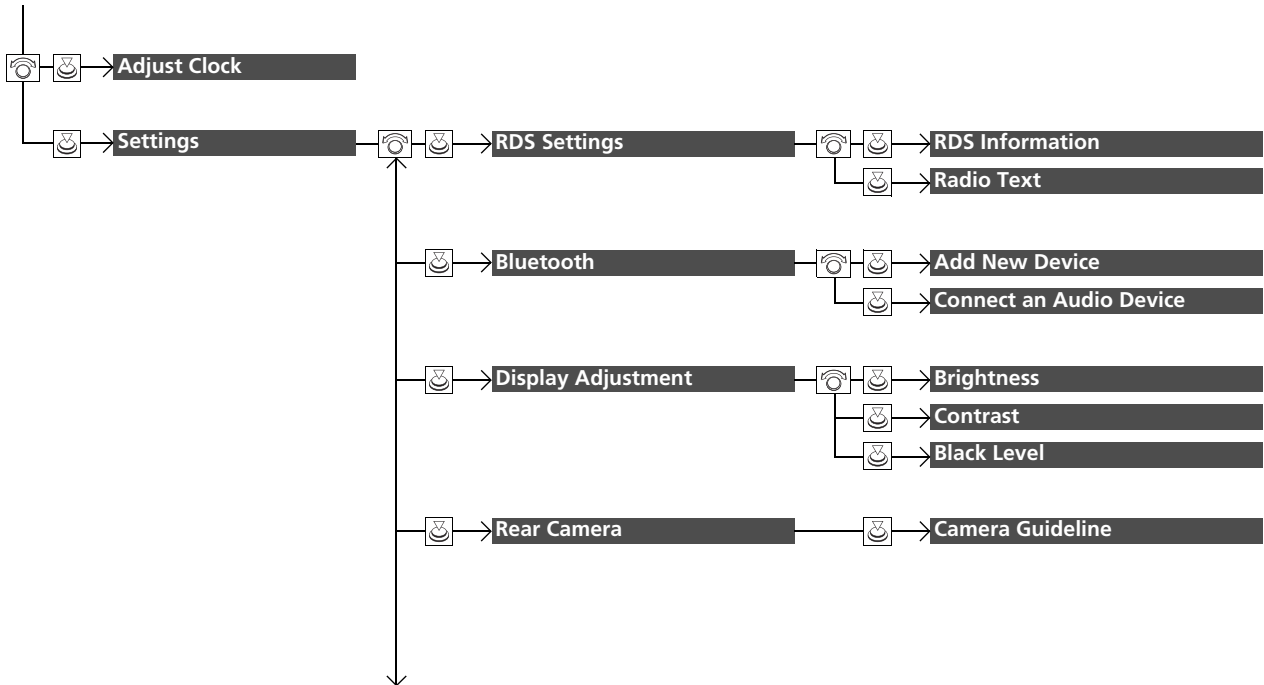 Adjust Clock
Settings
RDS Settings
RDS Information
Radio Text
Bluetooth
Add New Device
Connect an Audio Device
Display Adjustment
Brightness
Contrast
Black Level
Rear Camera
Camera Guideline